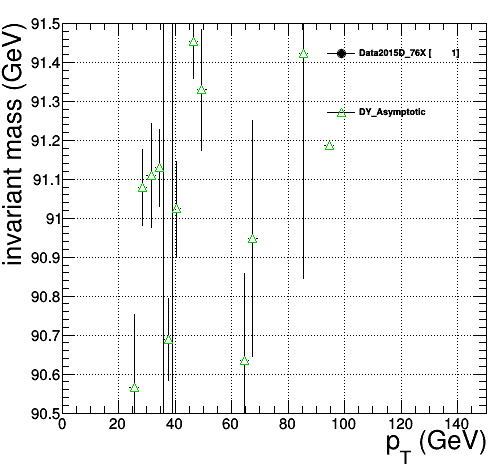 91.5
91.4
91.3
91.2
91.1
91
90.9
90.8
90.7
90.6
90.5
invariant mass (GeV)
Data2015D_76X [ 1]
DY_Asymptotic
0 20 40 60 80 100 120 140
p_T (GeV)